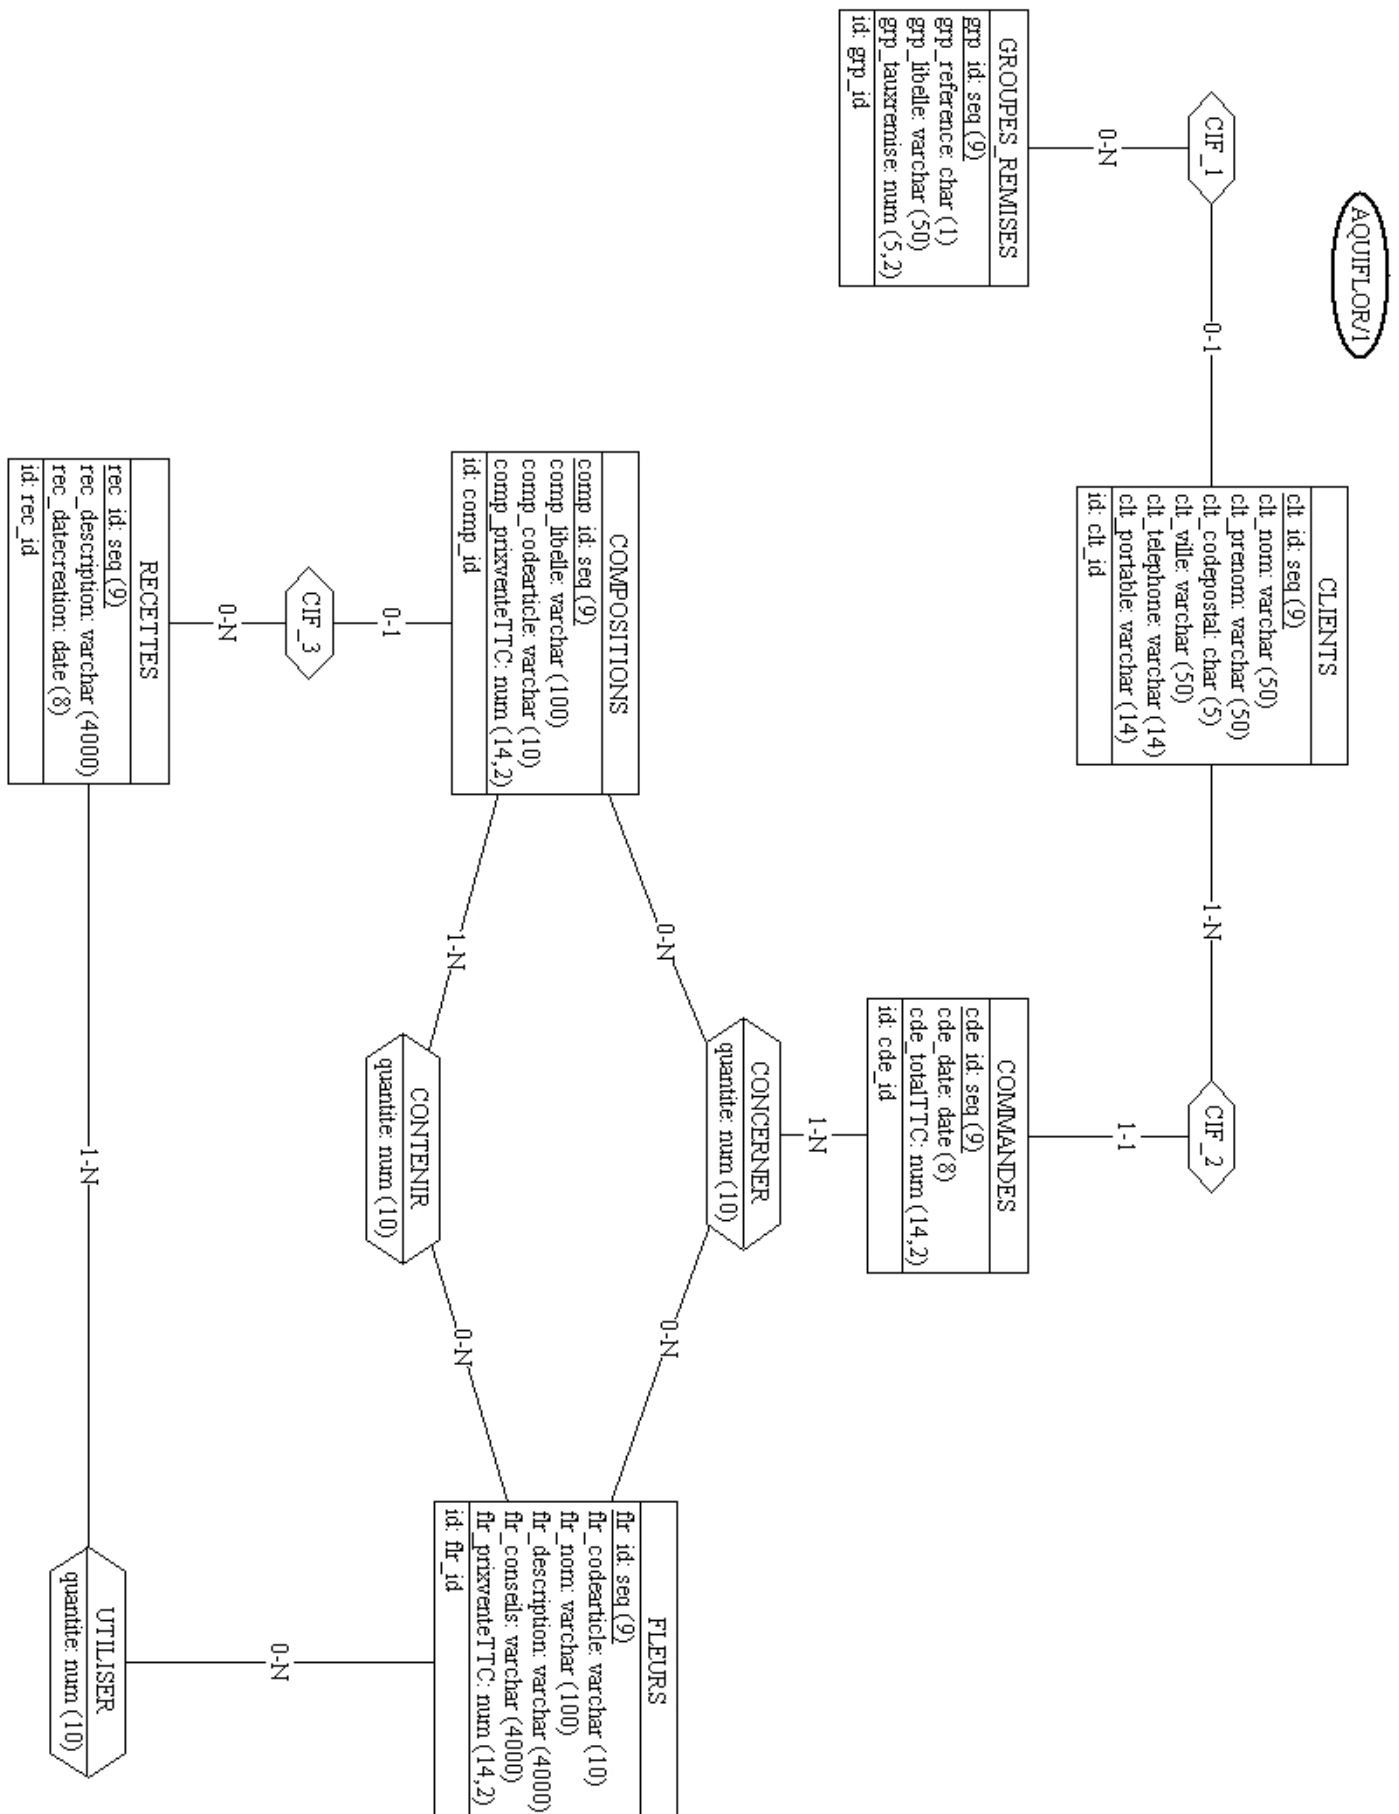 AQUIFLOR/1
CIF_1
0-1
0-N
GROUPES_REMISES
grp_id: seq (9)
grp_reference: char (1)
grp_libelle: varchar (50)
grp_tauxremise: num (5,2)
id: grp_id
CLIENTS
clt_id: seq (9)
clt_nom: varchar (50)
clt_prenom: varchar (50)
clt_codepostal: char (5)
clt_ville: varchar (50)
clt_telephone: varchar (14)
clt_portable: varchar (14)
id: clt_id
1-N
CIF_2
1-1
COMMANDES
cde_id: seq (9)
cde_date: date (8)
cde_totalTTC: num (14,2)
id: cde_id
1-N
CONCERNER
quantite: num (10)
0-N
0-N
COMPOSITIONS
comp_id: seq (9)
comp_libelle: varchar (100)
comp_codearticle: varchar (10)
comp_prixventeTTC: num (14,2)
id: comp_id
1-N
CONTENIR
quantite: num (10)
0-N
FLEURS
flr_id: seq (9)
flr_codearticle: varchar (10)
flr_nom: varchar (100)
flr_description: varchar (4000)
flr_conseils: varchar (4000)
flr_prixventeTTC: num (14,2)
id: flr_id
0-1
CIF_3
0-N
RECETTES
rec_id: seq (9)
rec_description: varchar (4000)
rec_datecreation: date (8)
id: rec_id
1-N
0-N
UTILISER
quantite: num (10)